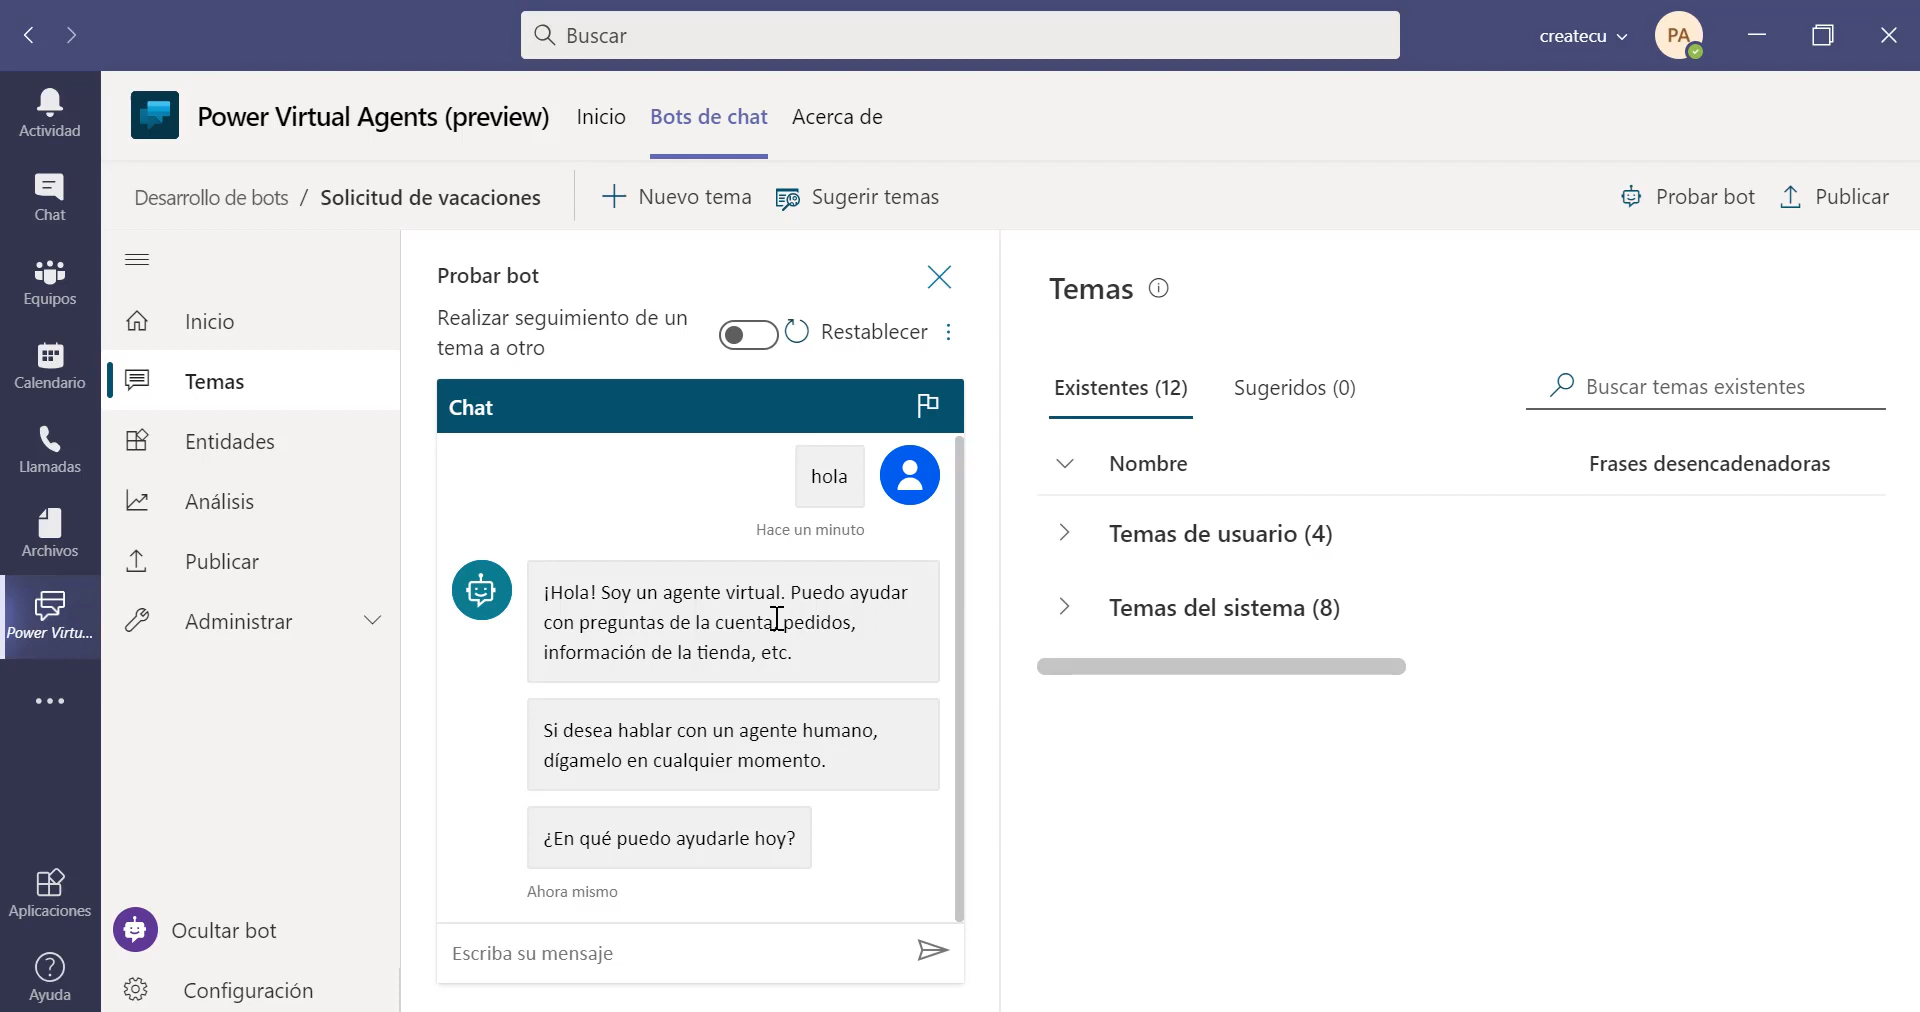 Buscar
createcu
PA
Actividad
Chat
Equipos
Calendario
Llamadas
Archivos
Power Virtu...
Aplicaciones
Ayuda
Power Virtual Agents (preview)
Inicio
Bots de chat
Acerca de
Desarrollo de bots / Solicitud de vacaciones
Nuevo tema
Sugerir temas
Probar bot
Publicar
Inicio
Temas
Entidades
Análisis
Publicar
Administrar
Ocultar bot
Configuración
Probar bot
Realizar seguimiento de un
tema a otro
Restablecer
Chat
hola
Hace un minuto
¡Hola! Soy un agente virtual. Puedo ayudar
con preguntas de la cuenta, pedidos,
información de la tienda, etc.
Si desea hablar con un agente humano,
dígamelo en cualquier momento.
¿En qué puedo ayudarle hoy?
Ahora mismo
Escriba su mensaje
Temas
Existentes (12)
Sugeridos (0)
Buscar temas existentes
Nombre
Frases desencadenadoras
Temas de usuario (4)
Temas del sistema (8)